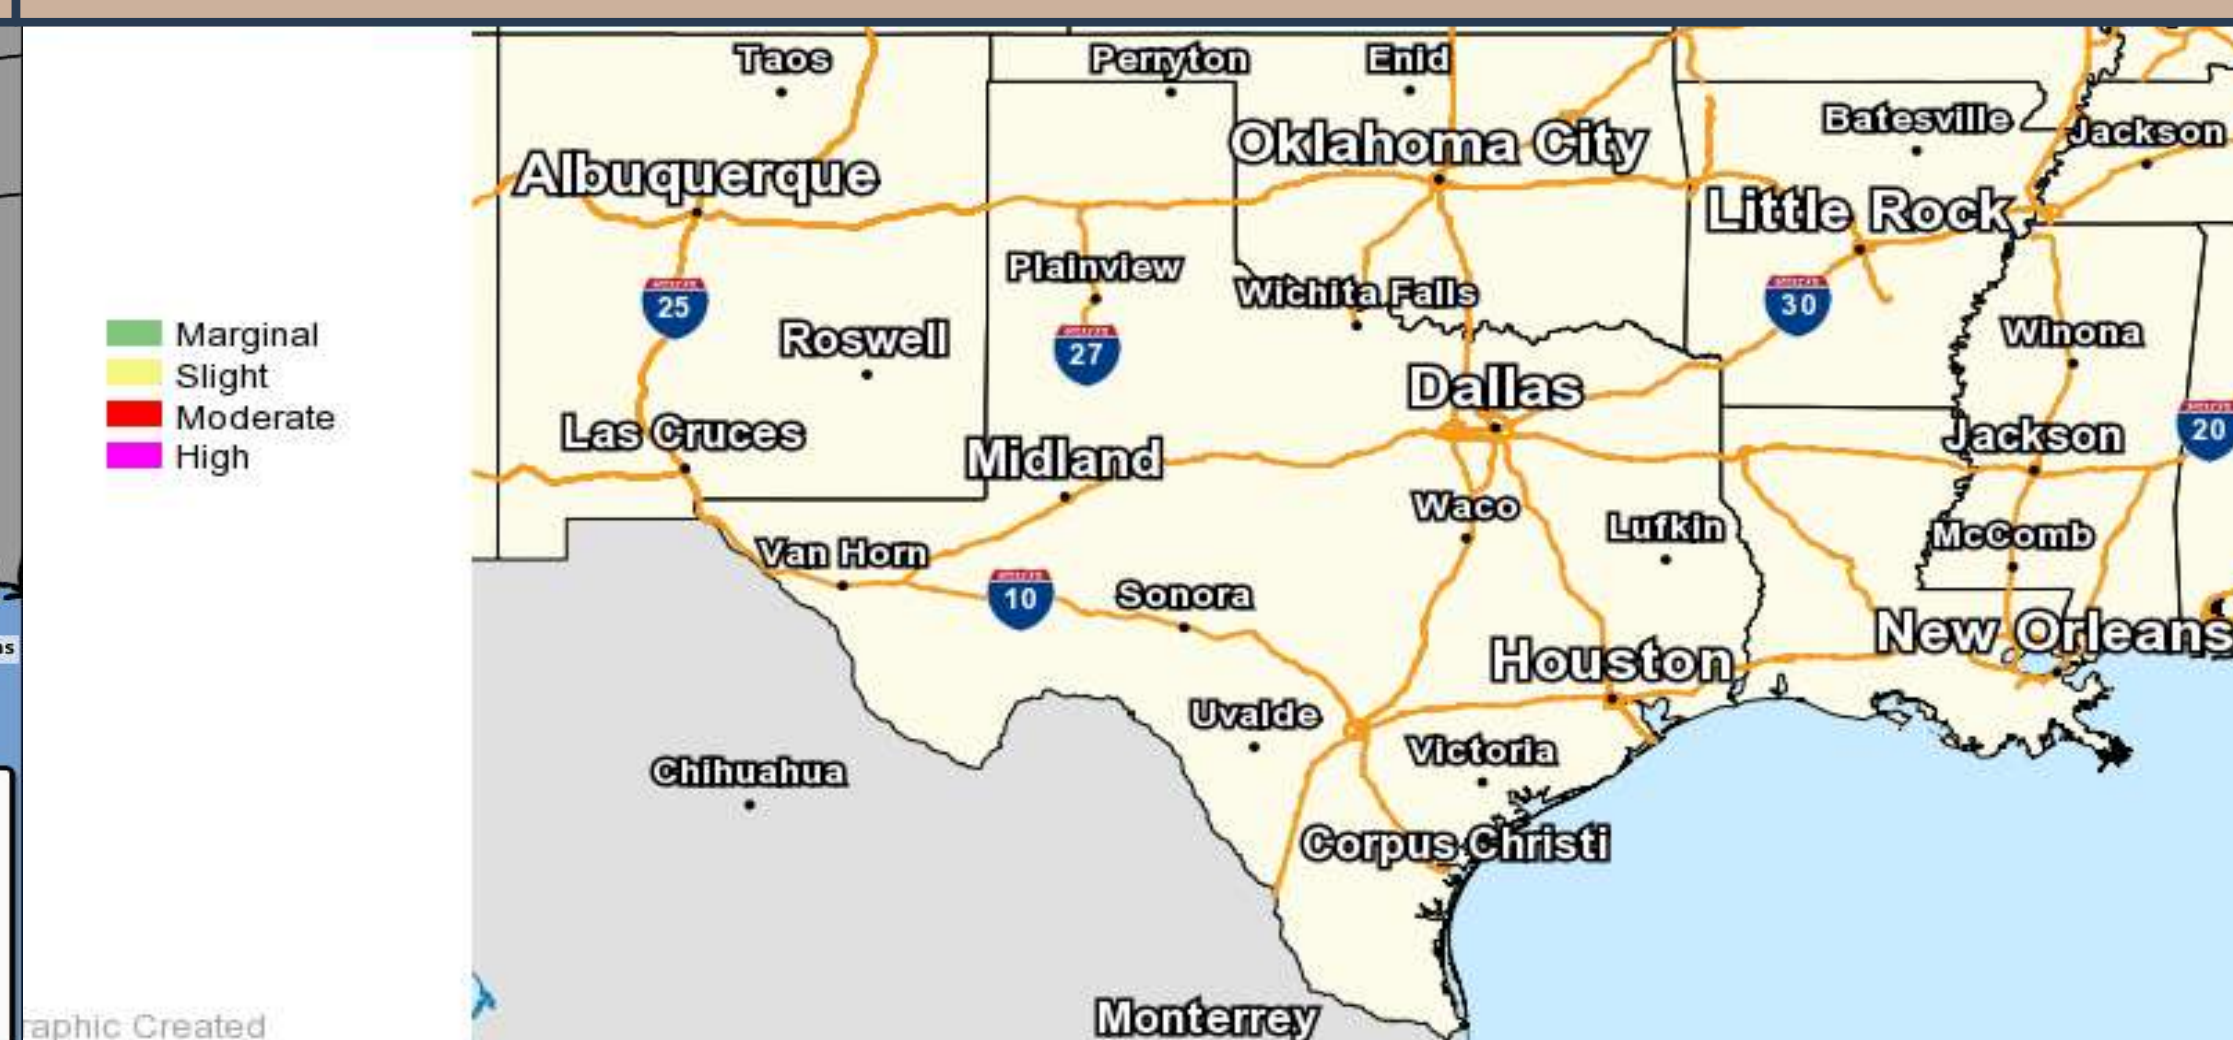 Taos
Perryton
Enid
Batesville
Jackson
Oklahoma City
Albuquerque
Little Rock
Plainview
Wichita Falls
25
30
Marginal
Roswell
27
Winona
Slight
Dallas
Moderate
Las Cruces
Midland
Jackson
20
High
Waco
Lufkin
McComb
Van Horn
10
Sonora
New Orleans
Houston
Uvalde
Victoria
Chihuahua
Corpus Christi
Monterrey
raphic Created